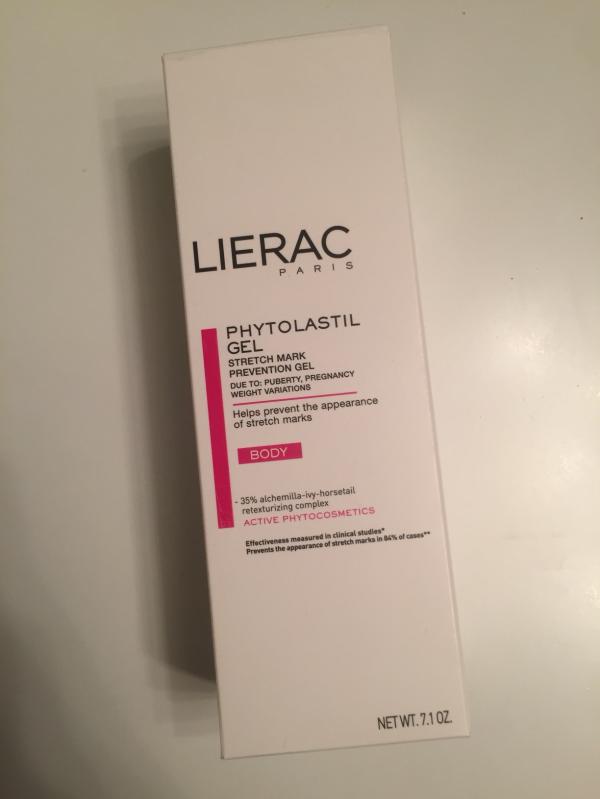 LIERAC
PARIS
PHYTOLASTIL
GEL
STRETCH MARK
PREVENTION GEL
DUE TO: PUBERTY, PREGNANCY
WEIGHT VARIATIONS
Helps prevent the appearance
of stretch marks
BODY
- 35% alchemilla-ivy-horsetail
retexturizing complex
ACTIVE PHYTOCOSMETICS
Effectiveness measured in clinical studies*
Prevents the appearance of stretch marks in 84% of cases**
NET WT. 7.1 OZ.